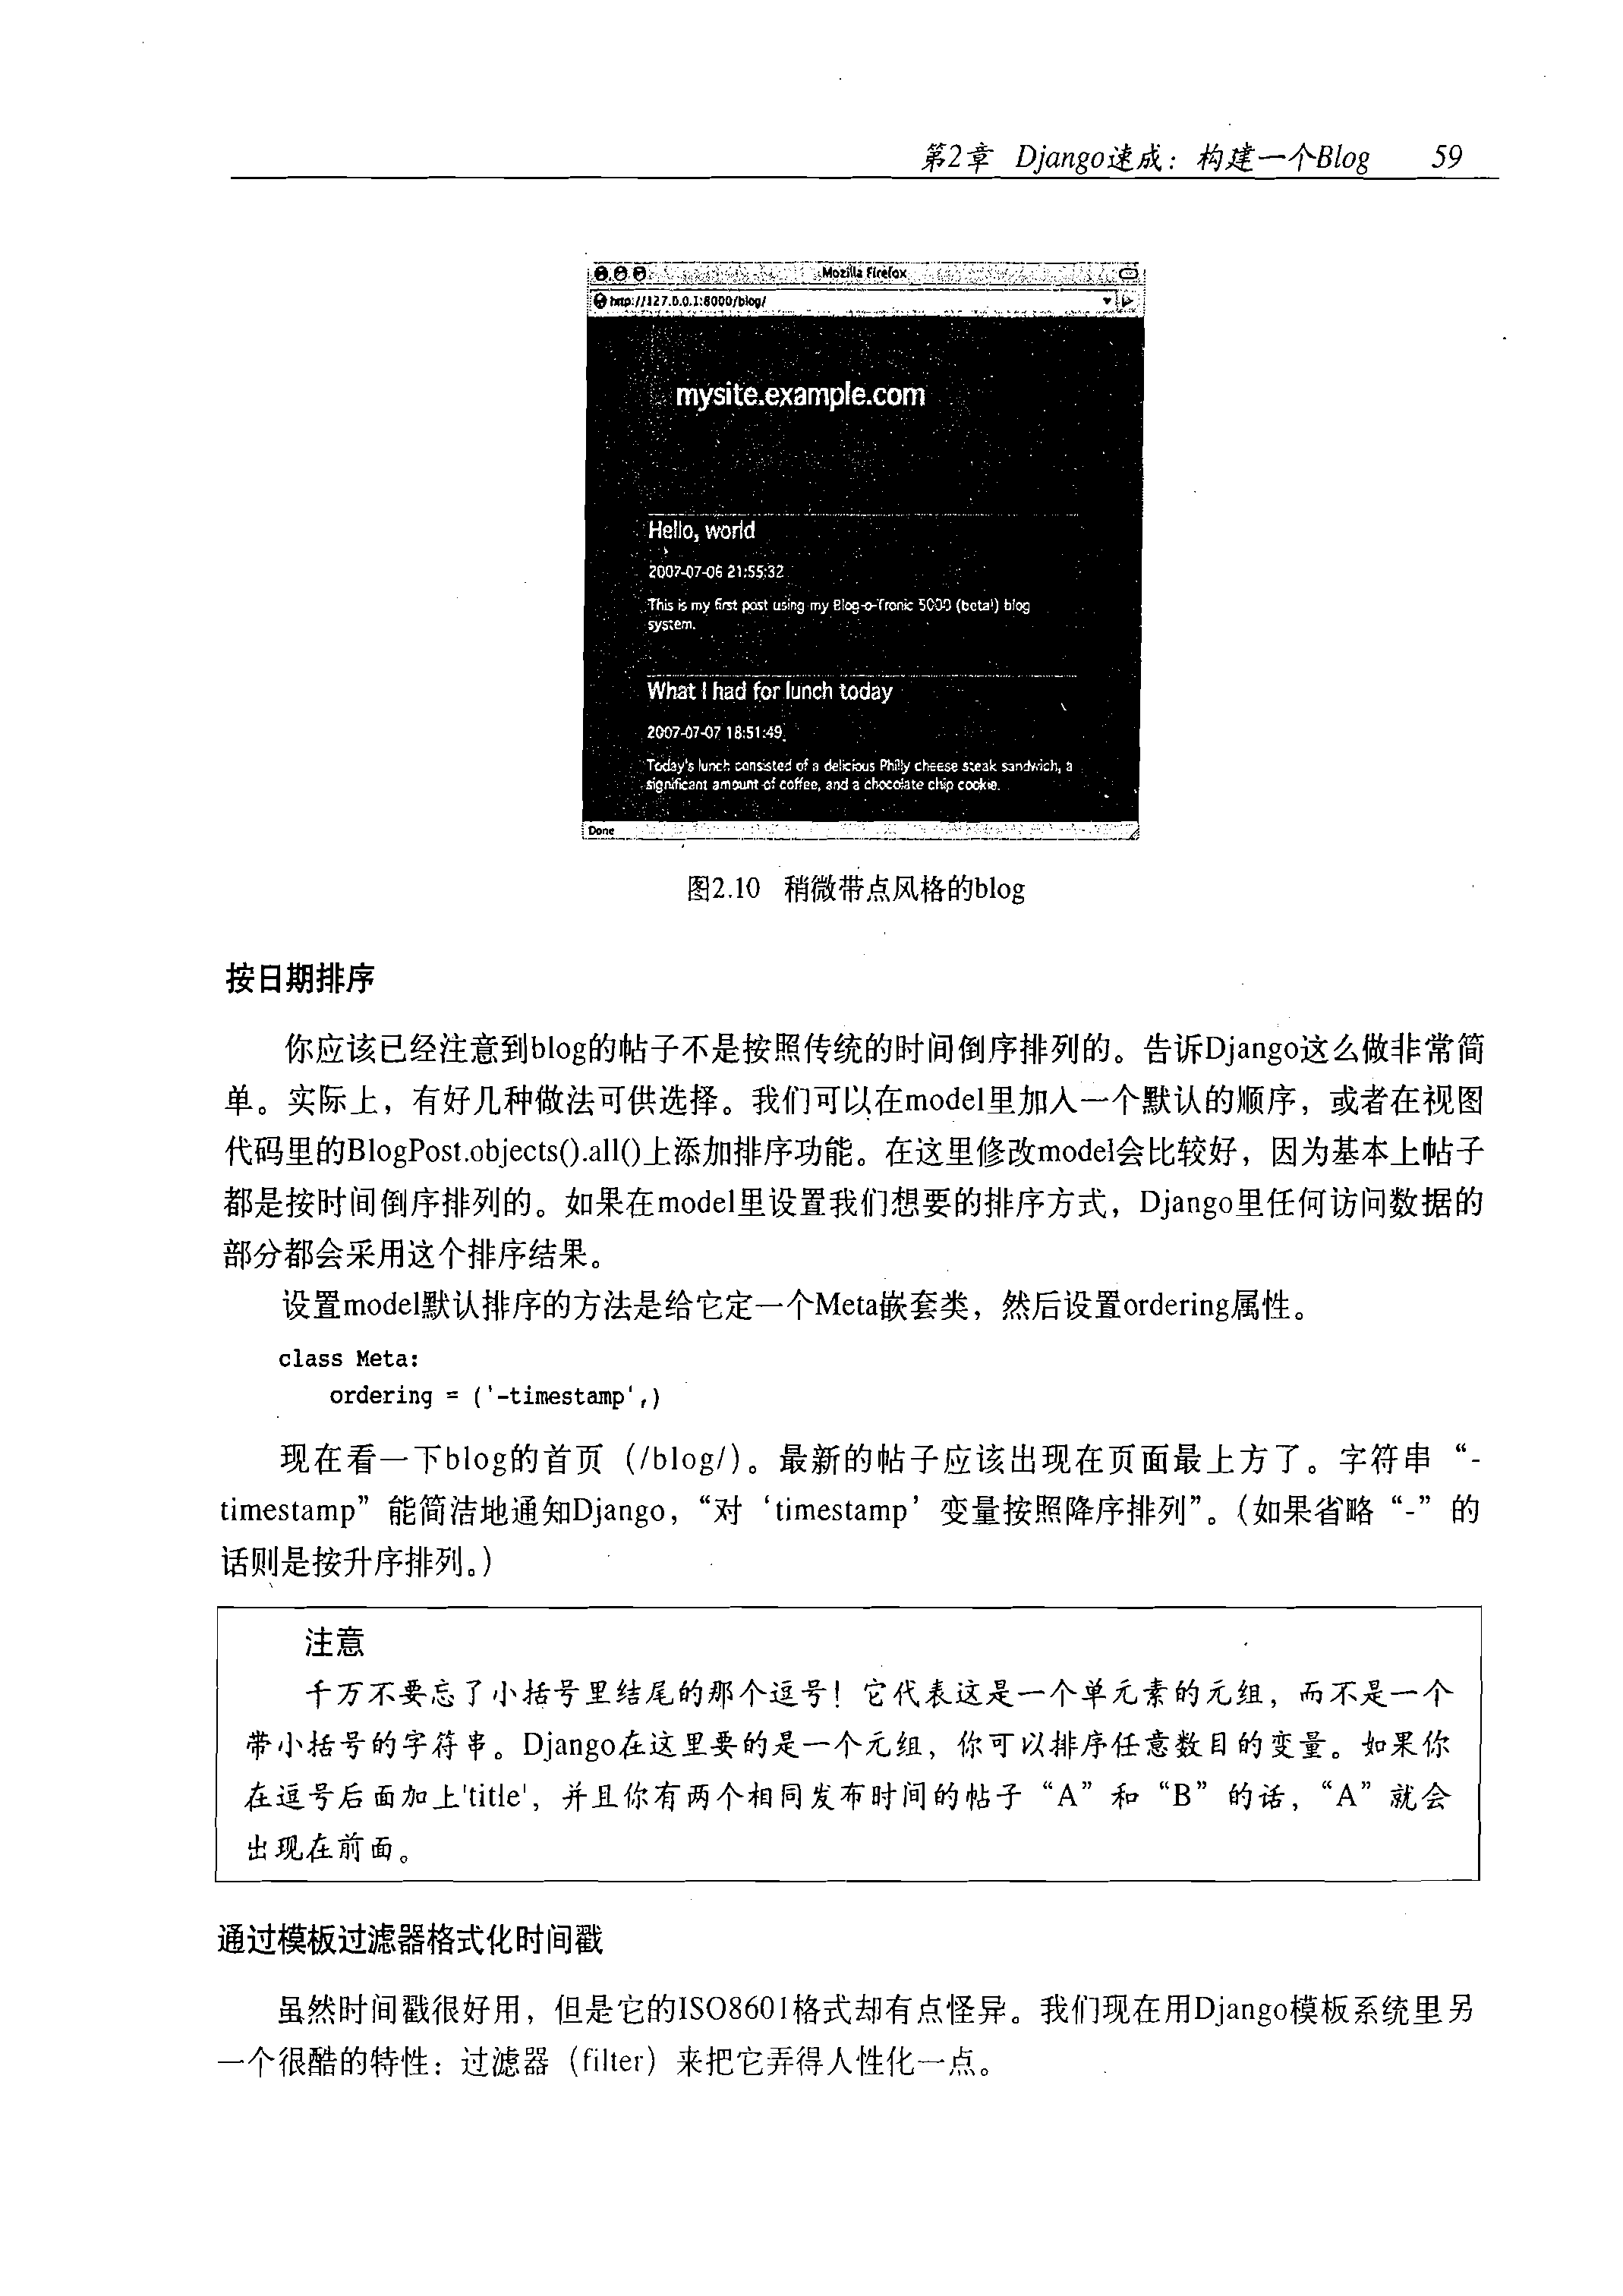 第2章 Django速成：构建一个Blog 59
Mozilla Firefox
http://127.0.0.1:8000/blog/
mysite.example.com
Hello, world
2007-07-06 21:55:32
This is my first post using my Blog-o-Tronic 5000 (beta!) blog
system.
What I had for lunch today
2007-07-07 18:51:49
Today's lunch consisted of a delicious Philly cheese steak sandwich, a
significant amount of coffee, and a chocolate chip cookie.
Done
图2.10 稍微带点风格的blog
按日期排序
你应该已经注意到blog的帖子不是按照传统的时间倒序排列的。告诉Django这么做非常简
单。实际上，有好几种做法可供选择。我们可以在model里加入一个默认的顺序，或者在视图
代码里的BlogPost.objects().all()上添加排序功能。在这里修改model会比较好，因为基本上帖子
都是按时间倒序排列的。如果在model里设置我们想要的排序方式，Django里任何访问数据的
部分都会采用这个排序结果。
设置model默认排序的方法是给它定一个Meta嵌套类，然后设置ordering属性。
class Meta:
    ordering = ('-timestamp',)
现在看一下blog的首页（/blog/）。最新的帖子应该出现在页面最上方了。字符串“-
timestamp”能简洁地通知Django，“对‘timestamp’变量按照降序排列”。（如果省略“-”的
话则是按升序排列。）
注意
千万不要忘了小括号里结尾的那个逗号！它代表这是一个单元素的元组，而不是一个
带小括号的字符串。Django在这里要的是一个元组，你可以排序任意数目的变量。如果你
在逗号后面加上'title'，并且你有两个相同发布时间的帖子“A”和“B”的话，“A”就会
出现在前面。
通过模板过滤器格式化时间戳
虽然时间戳很好用，但是它的ISO8601格式却有点怪异。我们现在用Django模板系统里另
一个很酷的特性：过滤器（filter）来把它弄得人性化一点。